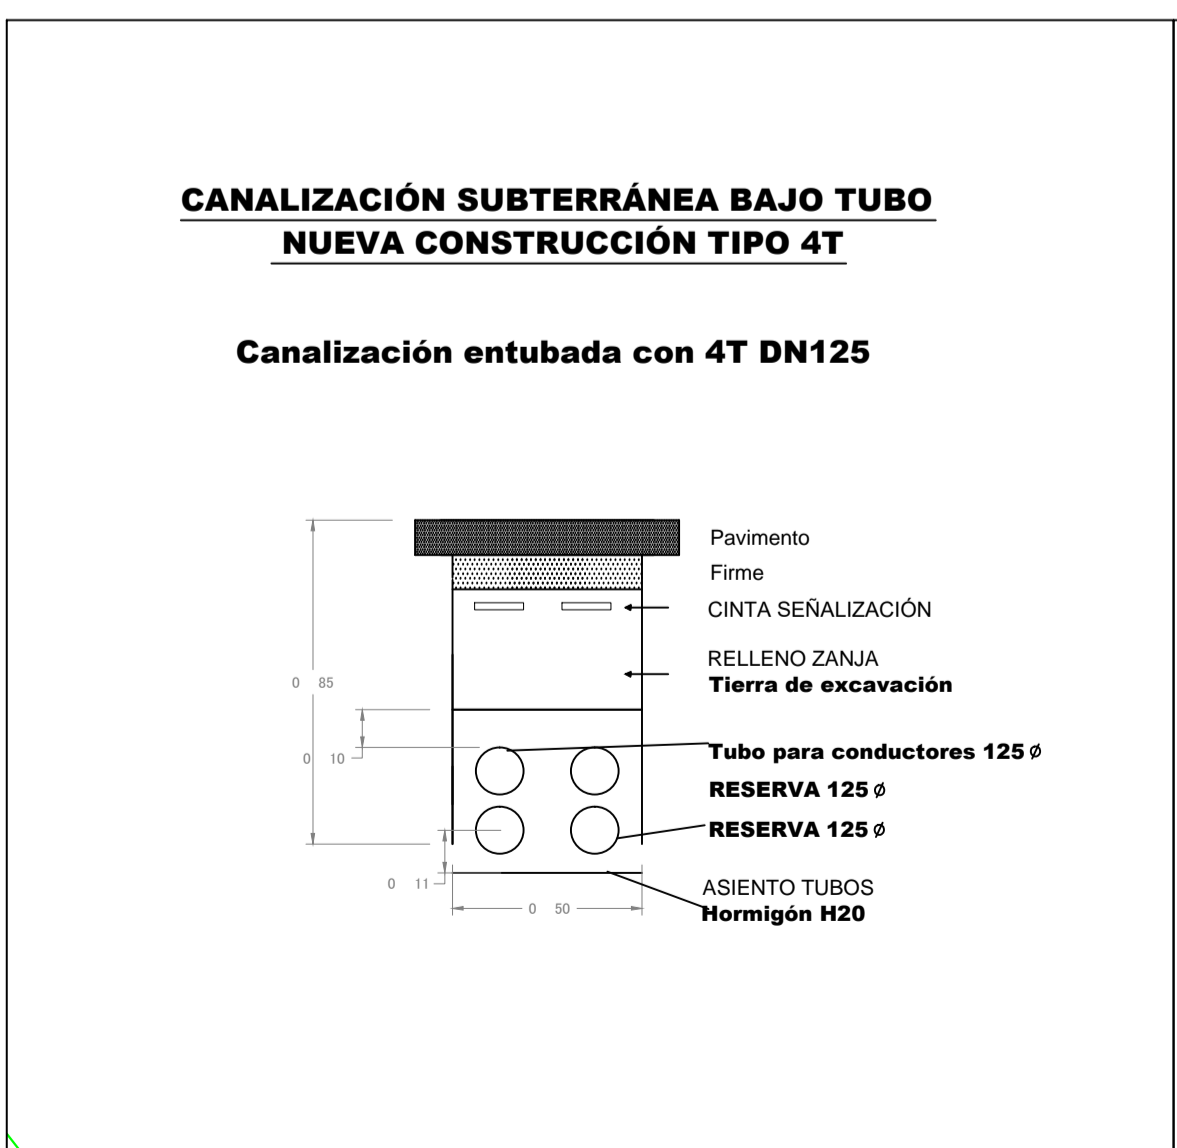 CANALIZACIÓN SUBTERRÁNEA BAJO TUBO
NUEVA CONSTRUCCIÓN TIPO 4T
Canalización entubada con 4T DN125
Pavimento
Firme
CINTA SEÑALIZACIÓN
RELLENO ZANJA
Tierra de excavación
0 85
0 10
Tubo para conductores 125 ⌀
RESERVA 125 ⌀
RESERVA 125 ⌀
0 11
ASIENTO TUBOS
0 50
Hormigón H20